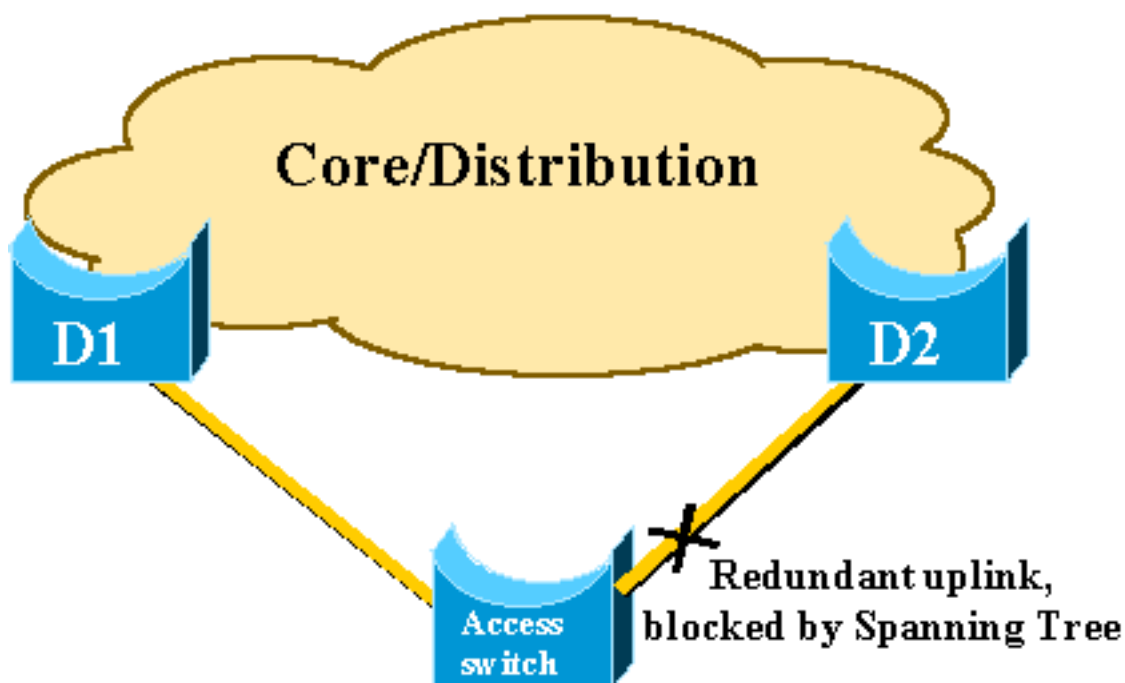 Core/Distribution
D1
D2
Redundant uplink,
blocked by Spanning Tree
Access
switch